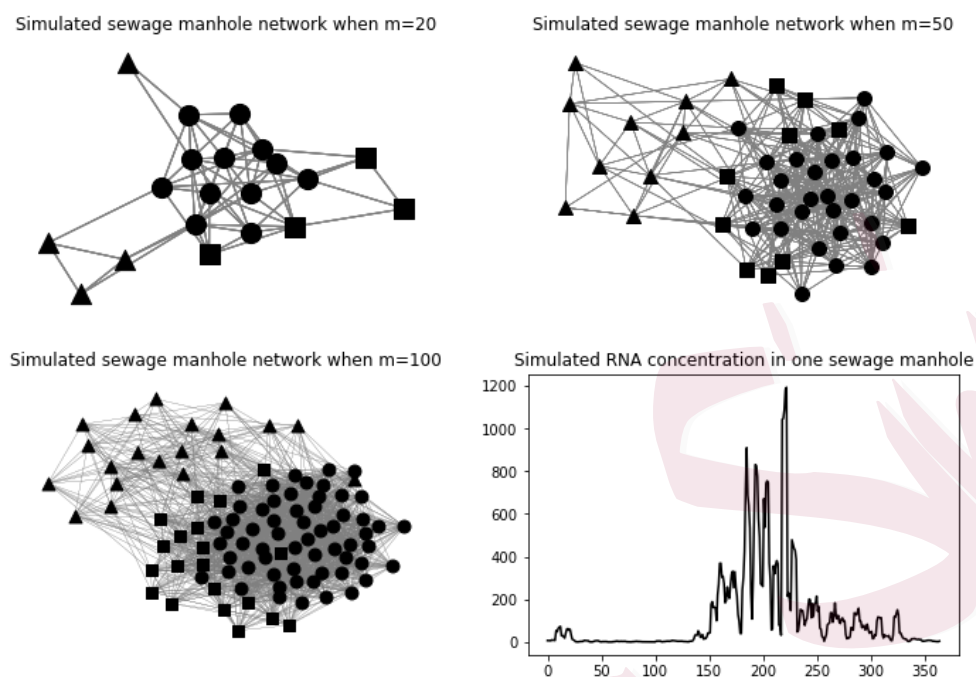 Simulated sewage manhole network when m=20
Simulated sewage manhole network when m=50
Simulated sewage manhole network when m=100
Simulated RNA concentration in one sewage manhole
1200
1000
800
600
400
200
0
0 50 100 150 200 250 300 350